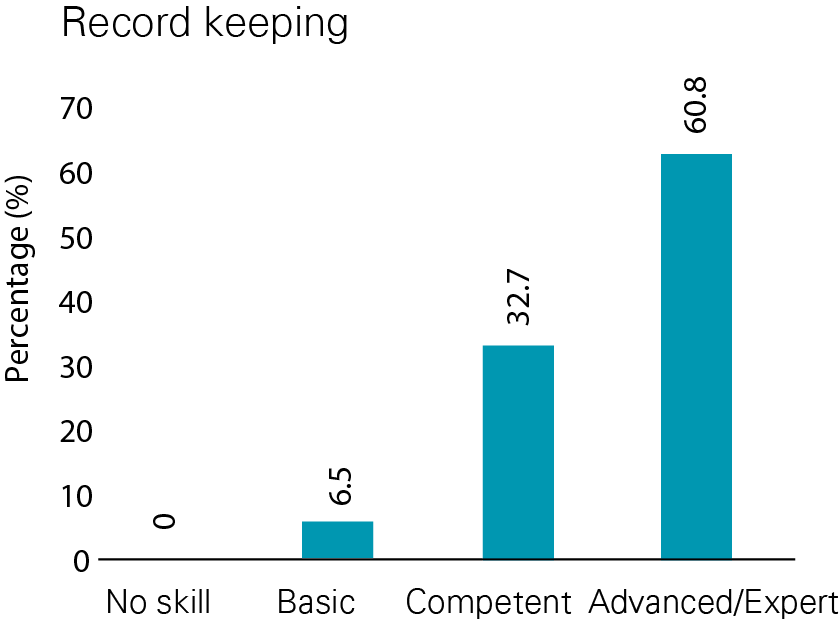 Record keeping
Percentage (%)
70
60
50
40
30
20
10
0
0
6.5
32.7
60.8
No skill
Basic
Competent
Advanced/Expert